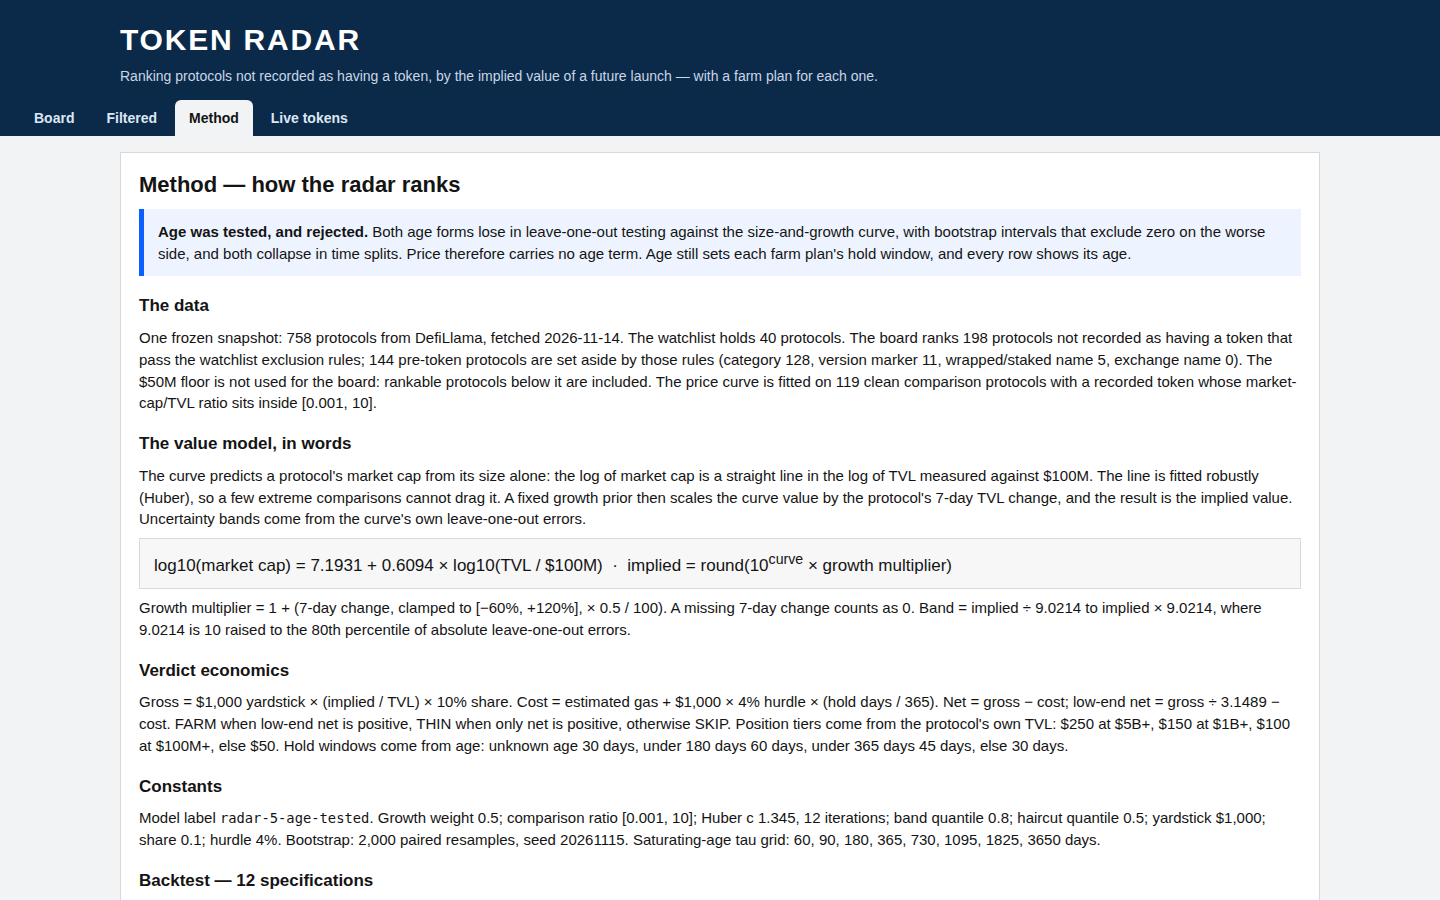 TOKEN RADAR
Ranking protocols not recorded as having a token, by the implied value of a future launch — with a farm plan for each one.
Board Filtered Method Live tokens
Method — how the radar ranks
Age was tested, and rejected. Both age forms lose in leave-one-out testing against the size-and-growth curve, with bootstrap intervals that exclude zero on the worse
side, and both collapse in time splits. Price therefore carries no age term. Age still sets each farm plan's hold window, and every row shows its age.
The data
One frozen snapshot: 758 protocols from DefiLlama, fetched 2026-11-14. The watchlist holds 40 protocols. The board ranks 198 protocols not recorded as having a token that
pass the watchlist exclusion rules; 144 pre-token protocols are set aside by those rules (category 128, version marker 11, wrapped/staked name 5, exchange name 0). The
$50M floor is not used for the board: rankable protocols below it are included. The price curve is fitted on 119 clean comparison protocols with a recorded token whose market-
cap/TVL ratio sits inside [0.001, 10].
The value model, in words
The curve predicts a protocol's market cap from its size alone: the log of market cap is a straight line in the log of TVL measured against $100M. The line is fitted robustly
(Huber), so a few extreme comparisons cannot drag it. A fixed growth prior then scales the curve value by the protocol's 7-day TVL change, and the result is the implied value.
Uncertainty bands come from the curve's own leave-one-out errors.
log10(market cap) = 7.1931 + 0.6094 × log10(TVL / $100M) · implied = round(10^curve × growth multiplier)
Growth multiplier = 1 + (7-day change, clamped to [−60%, +120%], × 0.5 / 100). A missing 7-day change counts as 0. Band = implied ÷ 9.0214 to implied × 9.0214, where
9.0214 is 10 raised to the 80th percentile of absolute leave-one-out errors.
Verdict economics
Gross = $1,000 yardstick × (implied / TVL) × 10% share. Cost = estimated gas + $1,000 × 4% hurdle × (hold days / 365). Net = gross − cost; low-end net = gross ÷ 3.1489 −
cost. FARM when low-end net is positive, THIN when only net is positive, otherwise SKIP. Position tiers come from the protocol's own TVL: $250 at $5B+, $150 at $1B+, $100
at $100M+, else $50. Hold windows come from age: unknown age 30 days, under 180 days 60 days, under 365 days 45 days, else 30 days.
Constants
Model label radar-5-age-tested. Growth weight 0.5; comparison ratio [0.001, 10]; Huber c 1.345, 12 iterations; band quantile 0.8; haircut quantile 0.5; yardstick $1,000;
share 0.1; hurdle 4%. Bootstrap: 2,000 paired resamples, seed 20261115. Saturating-age tau grid: 60, 90, 180, 365, 730, 1095, 1825, 3650 days.
Backtest — 12 specifications